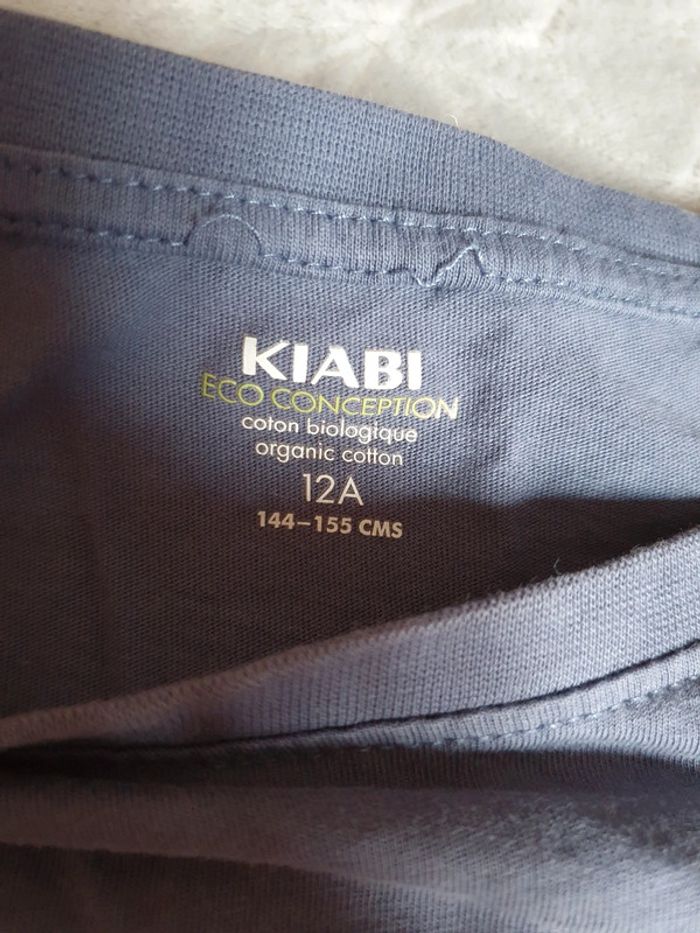 KIABI
ECO CONCEPTION
coton biologique
organic cotton
12A
144–155 CMS